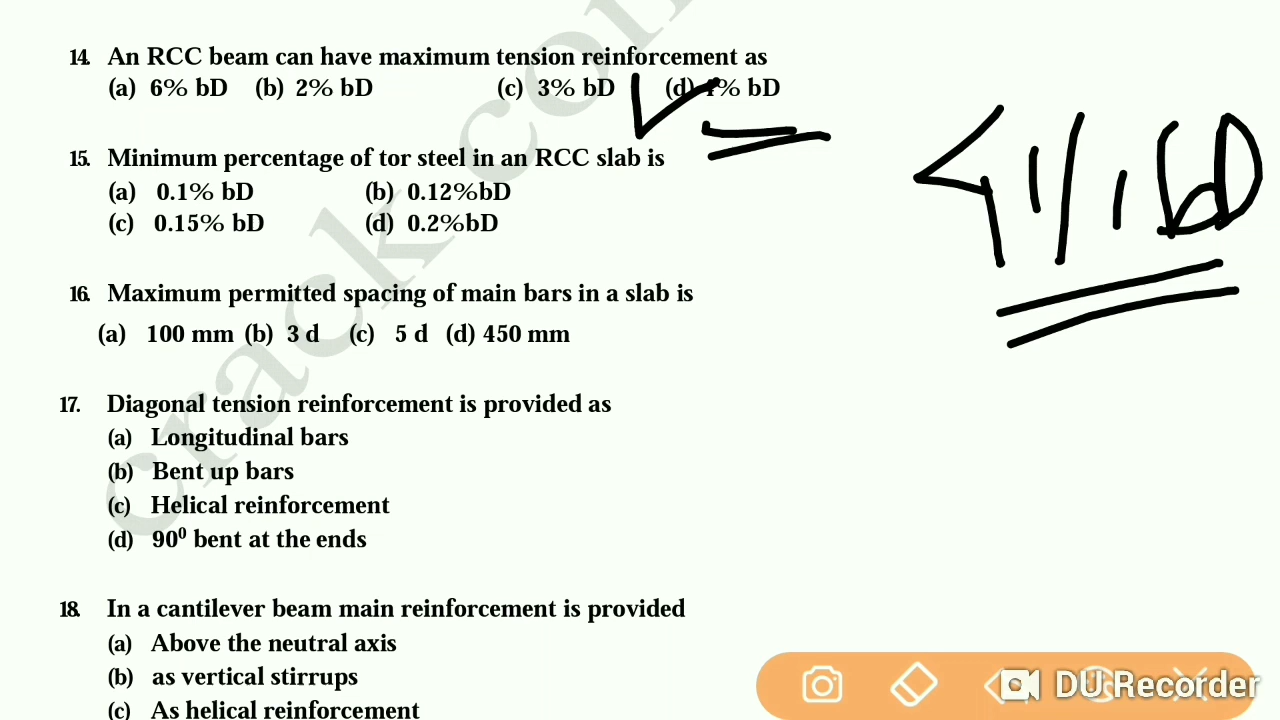 14. An RCC beam can have maximum tension reinforcement as
(a) 6% bD (b) 2% bD (c) 3% bD (d) 4% bD
15. Minimum percentage of tor steel in an RCC slab is
(a) 0.1% bD (b) 0.12%bD
(c) 0.15% bD (d) 0.2%bD
16. Maximum permitted spacing of main bars in a slab is
(a) 100 mm (b) 3 d (c) 5 d (d) 450 mm
17. Diagonal tension reinforcement is provided as
(a) Longitudinal bars
(b) Bent up bars
(c) Helical reinforcement
(d) 90⁰ bent at the ends
18. In a cantilever beam main reinforcement is provided
(a) Above the neutral axis
(b) as vertical stirrups
(c) As helical reinforcement
DU Recorder
crack com